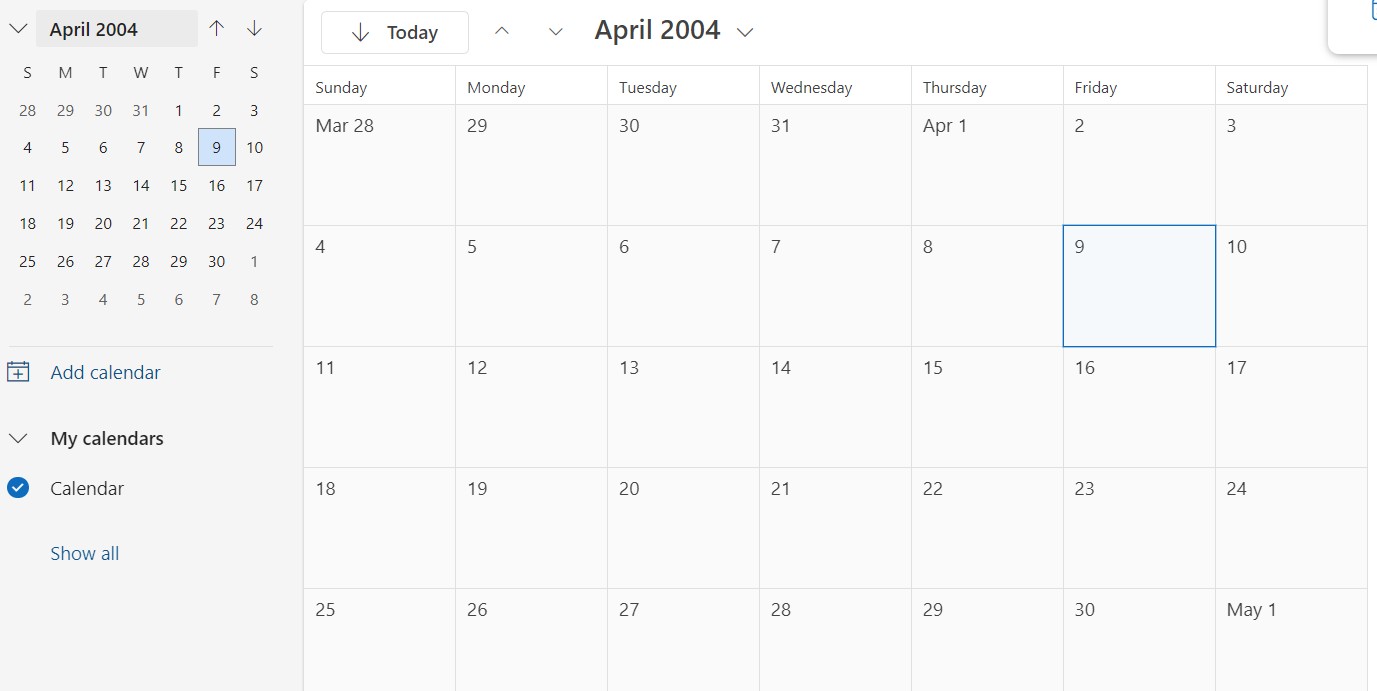 April 2004
S M T W T F S
28 29 30 31 1 2 3
4 5 6 7 8 9 10
11 12 13 14 15 16 17
18 19 20 21 22 23 24
25 26 27 28 29 30 1
2 3 4 5 6 7 8
Add calendar
My calendars
Calendar
Show all
Today April 2004
Sunday Monday Tuesday Wednesday Thursday Friday Saturday
Mar 28 29 30 31 Apr 1 2 3
4 5 6 7 8 9 10
11 12 13 14 15 16 17
18 19 20 21 22 23 24
25 26 27 28 29 30 May 1